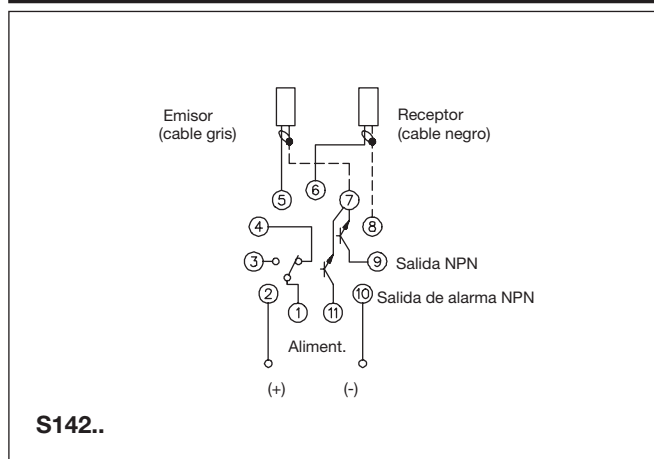 Emisor
(cable gris)
Receptor
(cable negro)
5
6
7
8
4
3
9 Salida NPN
2
1
11
10 Salida de alarma NPN
Aliment.
(+)
(-)
S142..